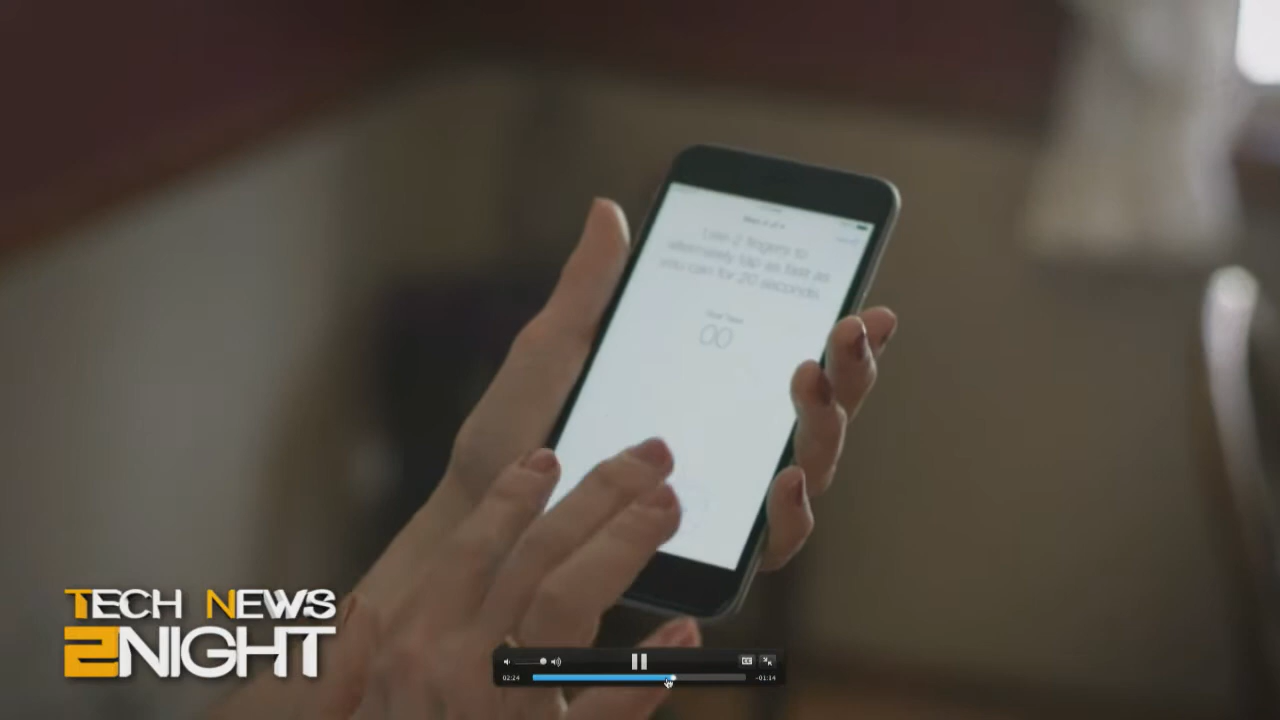 Use 2 fingers to
alternately tap as fast as
you can for 20 seconds.
00
TECH NEWS
2NIGHT
CC
02:24
-01:14